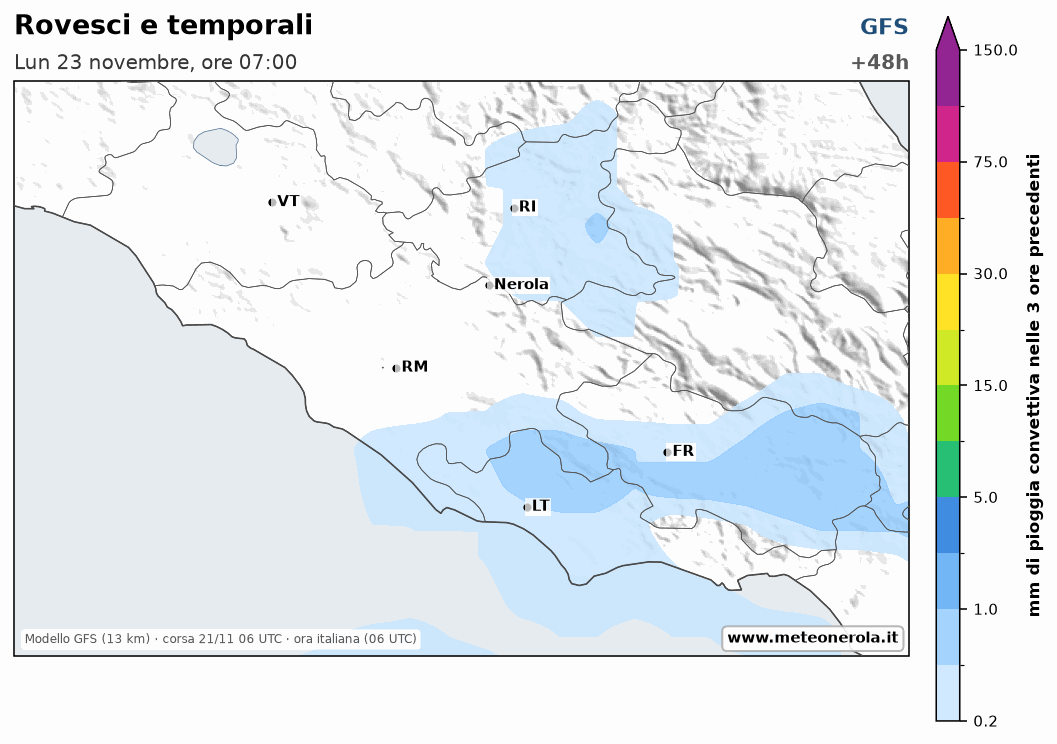 Rovesci e temporali
GFS
Lun 23 novembre, ore 07:00
+48h
150.0
75.0
30.0
15.0
5.0
1.0
0.2
mm di pioggia convettiva nelle 3 ore precedenti
VT
RI
Nerola
RM
FR
LT
Modello GFS (13 km) · corsa 21/11 06 UTC · ora italiana (06 UTC)
www.meteonerola.it